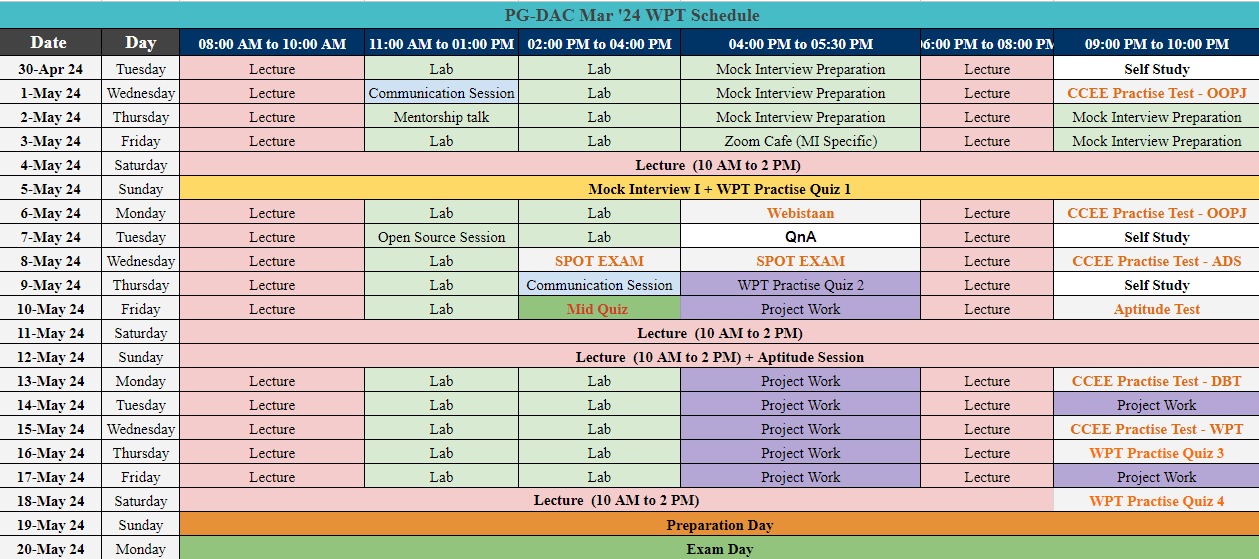 PG-DAC Mar '24 WPT Schedule
Date Day 08:00 AM to 10:00 AM 11:00 AM to 01:00 PM 02:00 PM to 04:00 PM 04:00 PM to 05:30 PM 06:00 PM to 08:00 PM 09:00 PM to 10:00 PM
30-Apr 24 Tuesday Lecture Lab Lab Mock Interview Preparation Lecture Self Study
1-May 24 Wednesday Lecture Communication Session Lab Mock Interview Preparation Lecture CCEE Practise Test - OOPJ
2-May 24 Thursday Lecture Mentorship talk Lab Mock Interview Preparation Lecture Mock Interview Preparation
3-May 24 Friday Lecture Lab Lab Zoom Cafe (MI Specific) Lecture Mock Interview Preparation
4-May 24 Saturday Lecture (10 AM to 2 PM)
5-May 24 Sunday Mock Interview I + WPT Practise Quiz 1
6-May 24 Monday Lecture Lab Lab Webistaan Lecture CCEE Practise Test - OOPJ
7-May 24 Tuesday Lecture Open Source Session Lab QnA Lecture Self Study
8-May 24 Wednesday Lecture Lab SPOT EXAM SPOT EXAM Lecture CCEE Practise Test - ADS
9-May 24 Thursday Lecture Lab Communication Session WPT Practise Quiz 2 Lecture Self Study
10-May 24 Friday Lecture Lab Mid Quiz Project Work Lecture Aptitude Test
11-May 24 Saturday Lecture (10 AM to 2 PM)
12-May 24 Sunday Lecture (10 AM to 2 PM) + Aptitude Session
13-May 24 Monday Lecture Lab Lab Project Work Lecture CCEE Practise Test - DBT
14-May 24 Tuesday Lecture Lab Lab Project Work Lecture Project Work
15-May 24 Wednesday Lecture Lab Lab Project Work Lecture CCEE Practise Test - WPT
16-May 24 Thursday Lecture Lab Lab Project Work Lecture WPT Practise Quiz 3
17-May 24 Friday Lecture Lab Lab Project Work Lecture Project Work
18-May 24 Saturday Lecture (10 AM to 2 PM) WPT Practise Quiz 4
19-May 24 Sunday Preparation Day
20-May 24 Monday Exam Day